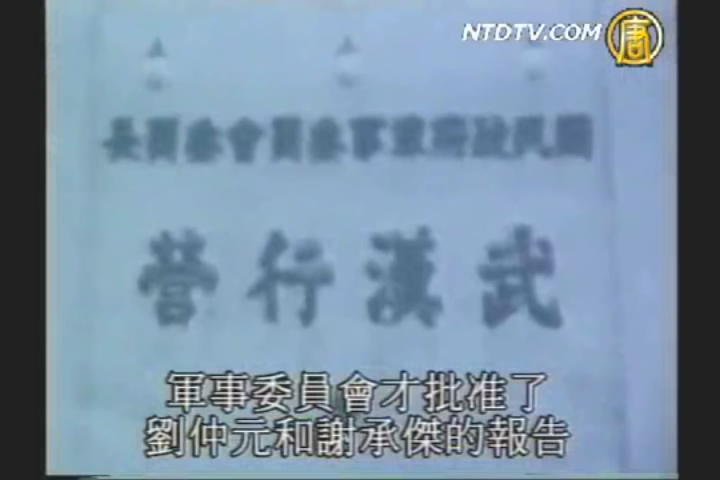 NTDTV.COM 唐
國民政府軍事委員會委員長
武漢行營
軍事委員會才批准了
劉仲元和謝承傑的報告